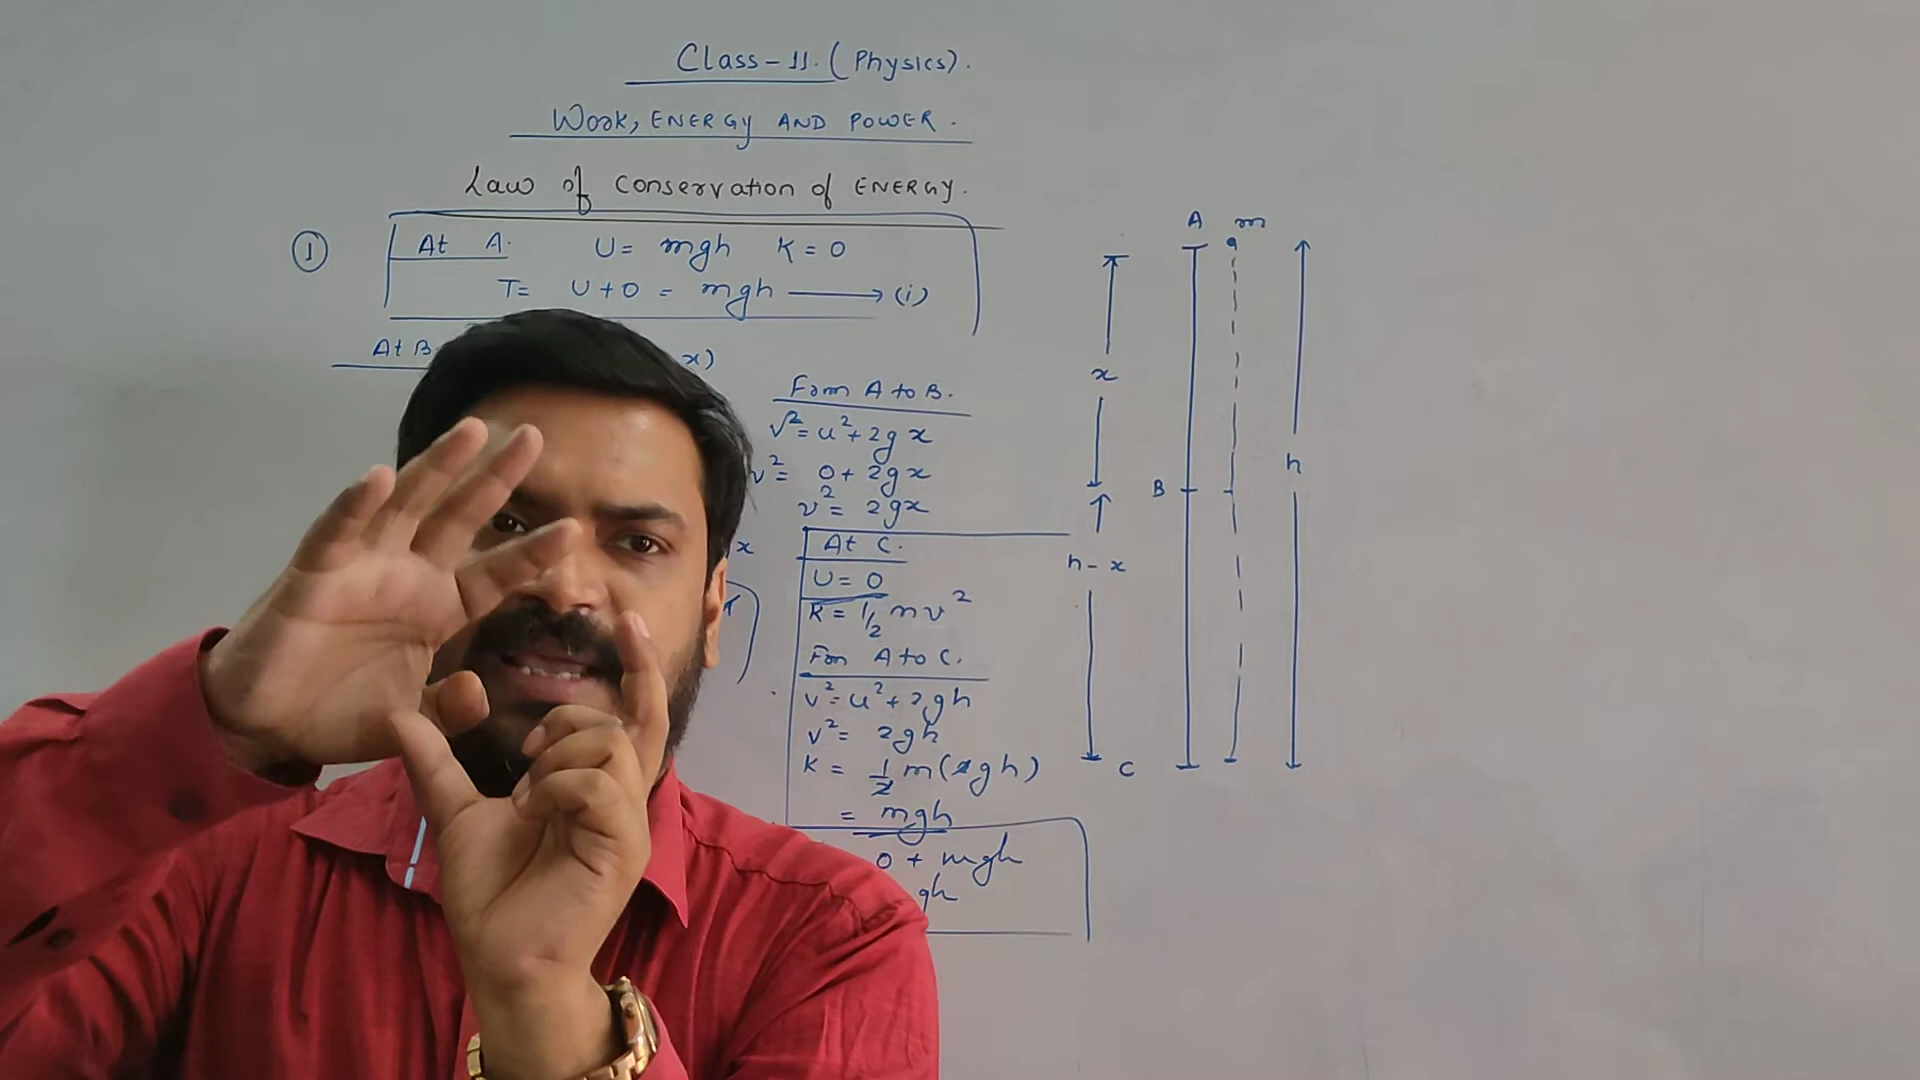 Class-11. (Physics).
Work, ENERGY AND POWER.
Law of Conservation of ENERGY.
① At A. U = mgh K = 0
T = U + 0 = mgh → (i)
At B.
x)
From A to B.
v² = u² + 2gx
v² = 0 + 2gx
v² = 2gx
x
At C.
U = 0
K = 1/2 mv²
From A to C.
v² = u² + 2gh
v² = 2gh
K = 1/2 m(2gh)
= mgh
0 + mgh
gh
A m
x
h
B
h - x
C